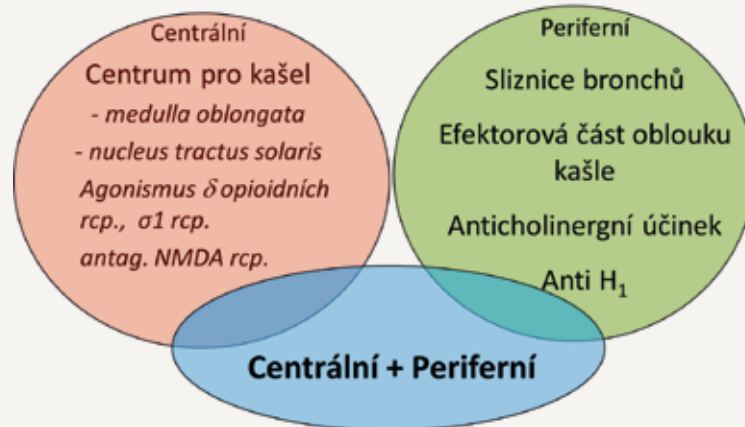 Centrální
Centrum pro kašel
- medulla oblongata
- nucleus tractus solaris
Agonismus δ opioidních
rcp., σ1 rcp.
antag. NMDA rcp.
Periferní
Sliznice bronchů
Efektorová část oblouku
kašle
Anticholinergní účinek
Anti H₁
Centrální + Periferní